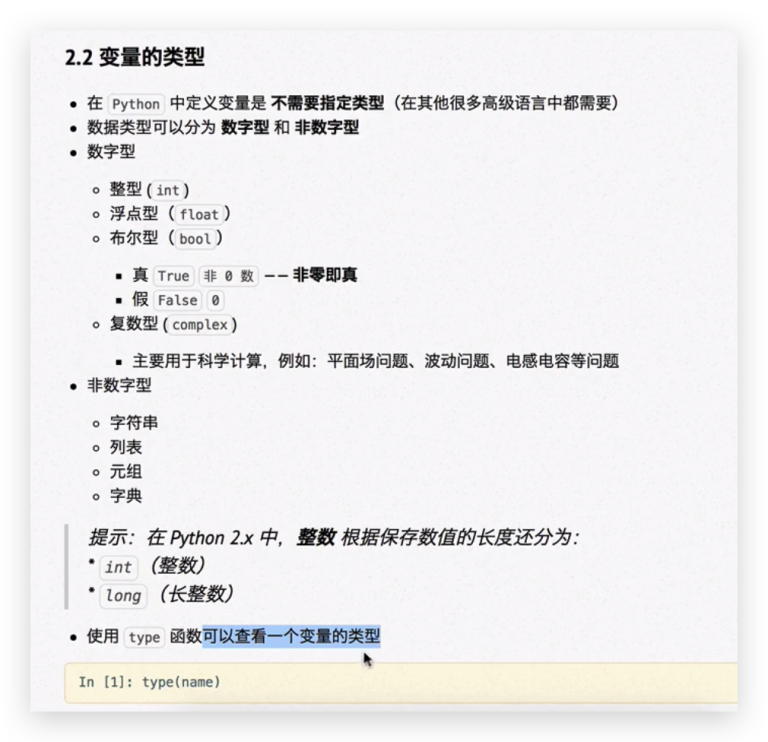 2.2 变量的类型
在 Python 中定义变量是 不需要指定类型（在其他很多高级语言中都需要）
数据类型可以分为 数字型 和 非数字型
数字型
整型 ( int )
浮点型（ float ）
布尔型（ bool ）
真 True 非 0 数 —— 非零即真
假 False 0
复数型 ( complex )
主要用于科学计算，例如：平面场问题、波动问题、电感电容等问题
非数字型
字符串
列表
元组
字典
提示：在 Python 2.x 中，整数 根据保存数值的长度还分为：
* int （整数）
* long （长整数）
使用 type 函数可以查看一个变量的类型
In [1]: type(name)